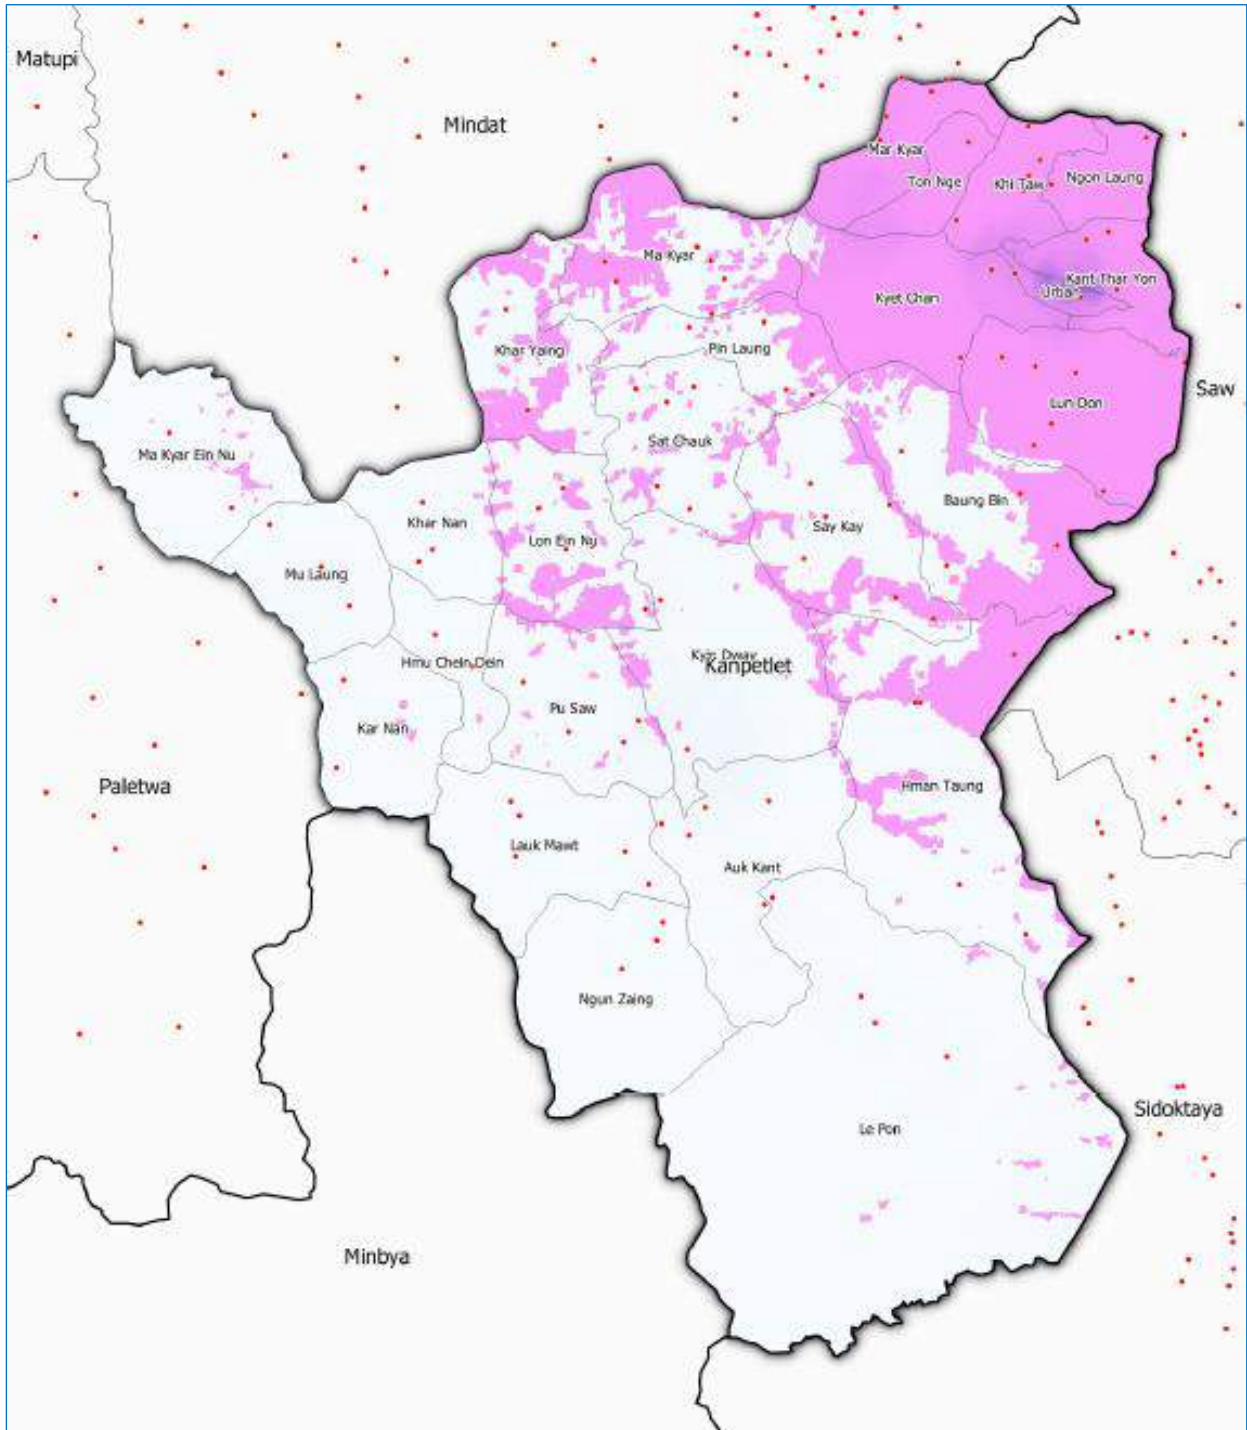 Matupi
Mindat
Mar Kyar
Ton Nge
Khi Taw
Ngon Laung
Ma Kyar
Kyet Chan
Kant Thar Yon
Urban
Khar Yaing
Pin Laung
Saw
Lun Don
Sat Chauk
Ma Kyar Ein Nu
Khar Nan
Lon Ein Nu
Say Kay
Baung Bin
Mu Laung
Hmu Chein Dein
Kanpetlet
Pu Saw
Kar Nan
Paletwa
Hman Taung
Lauk Mawt
Auk Kant
Ngun Zaing
Sidoktaya
Le Pon
Minbya